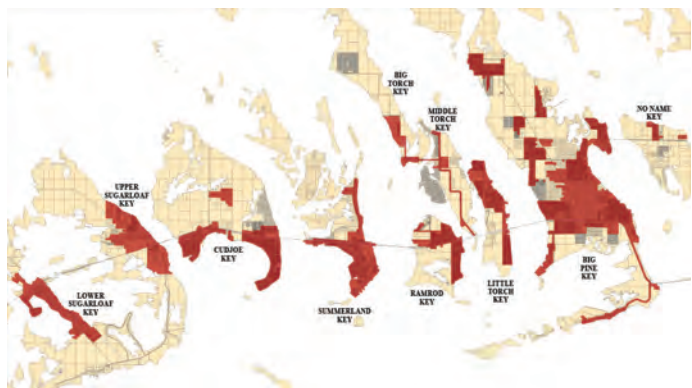 BIG
TORCH
KEY
MIDDLE
TORCH
KEY
NO NAME
KEY
UPPER
SUGARLOAF
KEY
CUDJOE
KEY
LOWER
SUGARLOAF
KEY
SUMMERLAND
KEY
RAMROD
KEY
LITTLE
TORCH
KEY
BIG
PINE
KEY